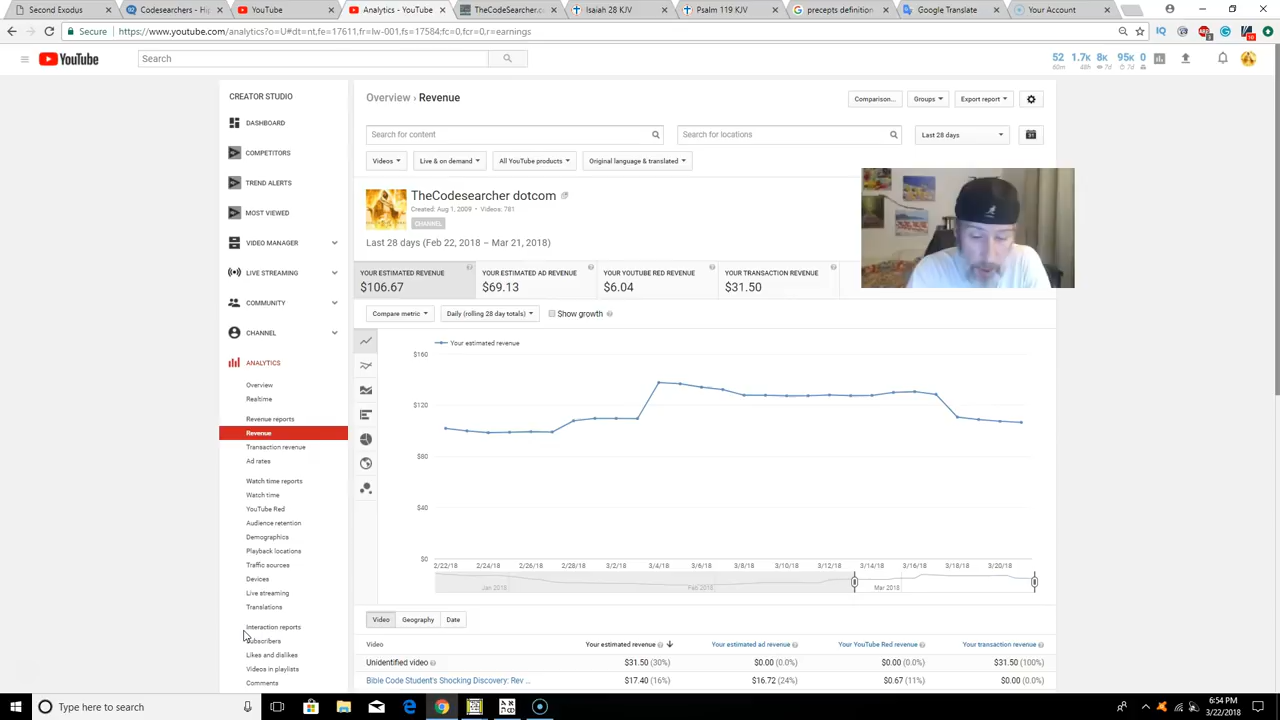 Second Exodus
Codesearchers - Hi
YouTube
Analytics - YouTube
TheCodesearcher.co
Isaiah 28 KJV
Psalm 119 KJV
precepts definition
Google Translate
Your Account
Secure https://www.youtube.com/analytics?o=U#dt=nt,fe=17611,fr=lw-001,fs=17584;fc=0,fcr=0,r=earnings
YouTube
Search
52 1.7K 8K 95K 0
60m 48h 7d 7d
CREATOR STUDIO
DASHBOARD
COMPETITORS
TREND ALERTS
MOST VIEWED
VIDEO MANAGER
LIVE STREAMING
COMMUNITY
CHANNEL
ANALYTICS
Overview
Realtime
Revenue reports
Revenue
Transaction revenue
Ad rates
Watch time reports
Watch time
YouTube Red
Audience retention
Demographics
Playback locations
Traffic sources
Devices
Live streaming
Translations
Interaction reports
Subscribers
Likes and dislikes
Videos in playlists
Comments
Overview › Revenue
Comparison...
Groups
Export report
Search for content
Search for locations
Last 28 days
Videos
Live & on demand
All YouTube products
Original language & translated
TheCodesearcher dotcom
Created: Aug 1, 2009 • Videos: 781
CHANNEL
Last 28 days (Feb 22, 2018 – Mar 21, 2018)
YOUR ESTIMATED REVENUE
$106.67
YOUR ESTIMATED AD REVENUE
$69.13
YOUR YOUTUBE RED REVENUE
$6.04
YOUR TRANSACTION REVENUE
$31.50
Compare metric
Daily (rolling 28 day totals)
Show growth
Your estimated revenue
$160
$120
$80
$40
$0
2/22/18 2/24/18 2/26/18 2/28/18 3/2/18 3/4/18 3/6/18 3/8/18 3/10/18 3/12/18 3/14/18 3/16/18 3/18/18 3/20/18
Jan 2018 Feb 2018 Mar 2018
Video Geography Date
Video Your estimated revenue Your estimated ad revenue Your YouTube Red revenue Your transaction revenue
Unidentified video $31.50 (30%) $0.00 (0.0%) $0.00 (0.0%) $31.50 (100%)
Bible Code Student's Shocking Discovery: Rev ... $17.40 (16%) $16.72 (24%) $0.67 (11%) $0.00 (0.0%)
Type here to search
6:54 PM
3/22/2018